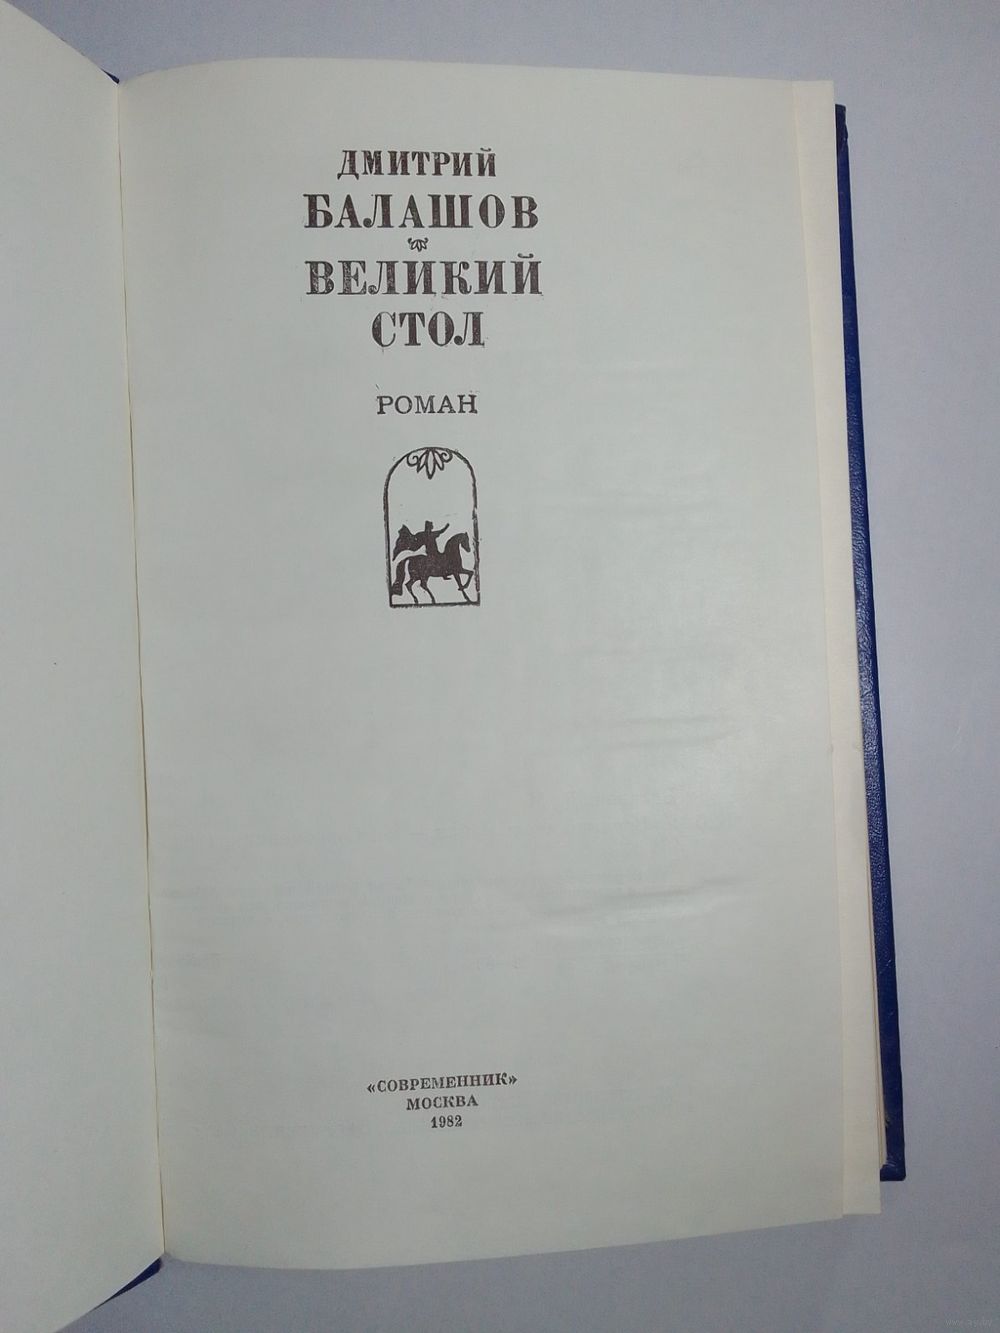 ДМИТРИЙ
БАЛАШОВ
ВЕЛИКИЙ
СТОЛ
РОМАН
«СОВРЕМЕННИК»
МОСКВА
1982